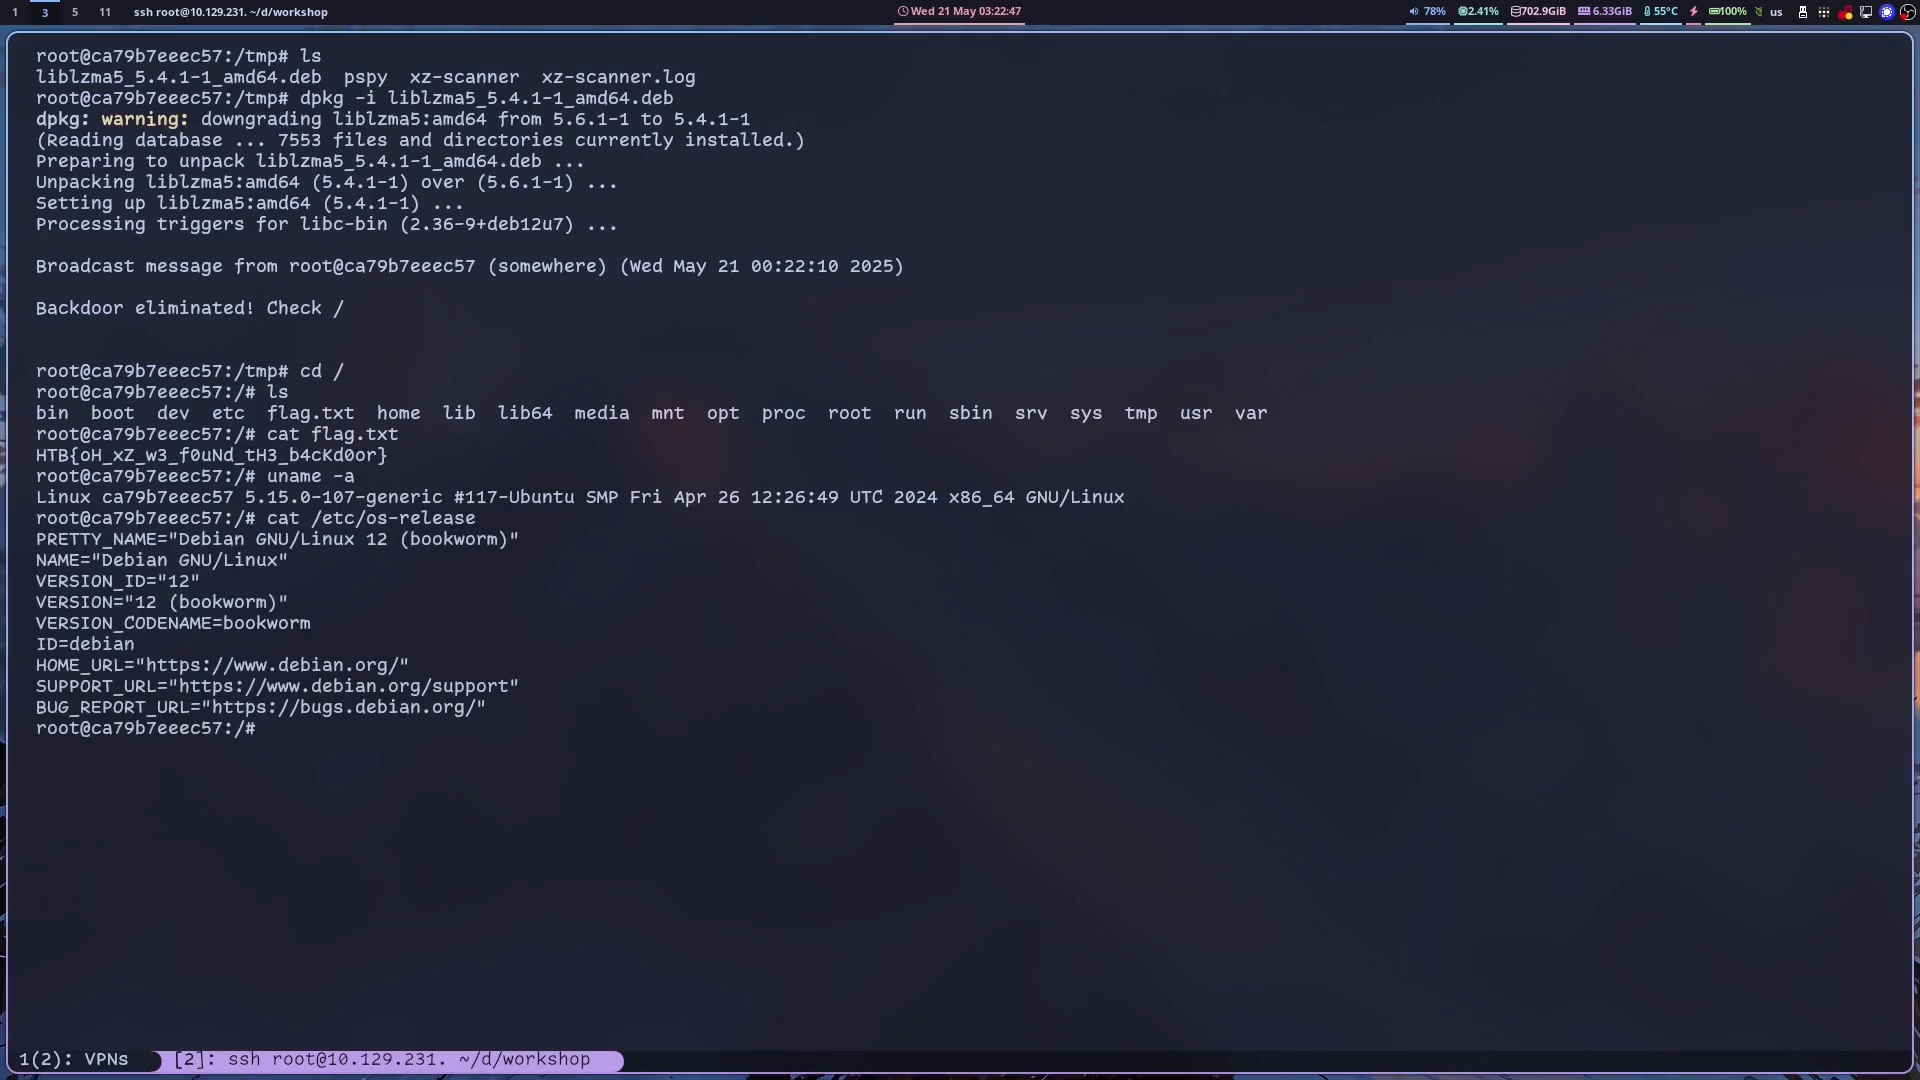 1 3 5 11 ssh root@10.129.231. ~/d/workshop Wed 21 May 03:22:47 78% 2.41% 702.9GiB 6.33GiB 55°C 100% us
root@ca79b7eeec57:/tmp# ls
liblzma5_5.4.1-1_amd64.deb  pspy  xz-scanner  xz-scanner.log
root@ca79b7eeec57:/tmp# dpkg -i liblzma5_5.4.1-1_amd64.deb
dpkg: warning: downgrading liblzma5:amd64 from 5.6.1-1 to 5.4.1-1
(Reading database ... 7553 files and directories currently installed.)
Preparing to unpack liblzma5_5.4.1-1_amd64.deb ...
Unpacking liblzma5:amd64 (5.4.1-1) over (5.6.1-1) ...
Setting up liblzma5:amd64 (5.4.1-1) ...
Processing triggers for libc-bin (2.36-9+deb12u7) ...
Broadcast message from root@ca79b7eeec57 (somewhere) (Wed May 21 00:22:10 2025)
Backdoor eliminated! Check /
root@ca79b7eeec57:/tmp# cd /
root@ca79b7eeec57:/# ls
bin  boot  dev  etc  flag.txt  home  lib  lib64  media  mnt  opt  proc  root  run  sbin  srv  sys  tmp  usr  var
root@ca79b7eeec57:/# cat flag.txt
HTB{oH_xZ_w3_f0uNd_tH3_b4cKd0or}
root@ca79b7eeec57:/# uname -a
Linux ca79b7eeec57 5.15.0-107-generic #117-Ubuntu SMP Fri Apr 26 12:26:49 UTC 2024 x86_64 GNU/Linux
root@ca79b7eeec57:/# cat /etc/os-release
PRETTY_NAME="Debian GNU/Linux 12 (bookworm)"
NAME="Debian GNU/Linux"
VERSION_ID="12"
VERSION="12 (bookworm)"
VERSION_CODENAME=bookworm
ID=debian
HOME_URL="https://www.debian.org/"
SUPPORT_URL="https://www.debian.org/support"
BUG_REPORT_URL="https://bugs.debian.org/"
root@ca79b7eeec57:/#
1(2): VPNs [2]: ssh root@10.129.231. ~/d/workshop